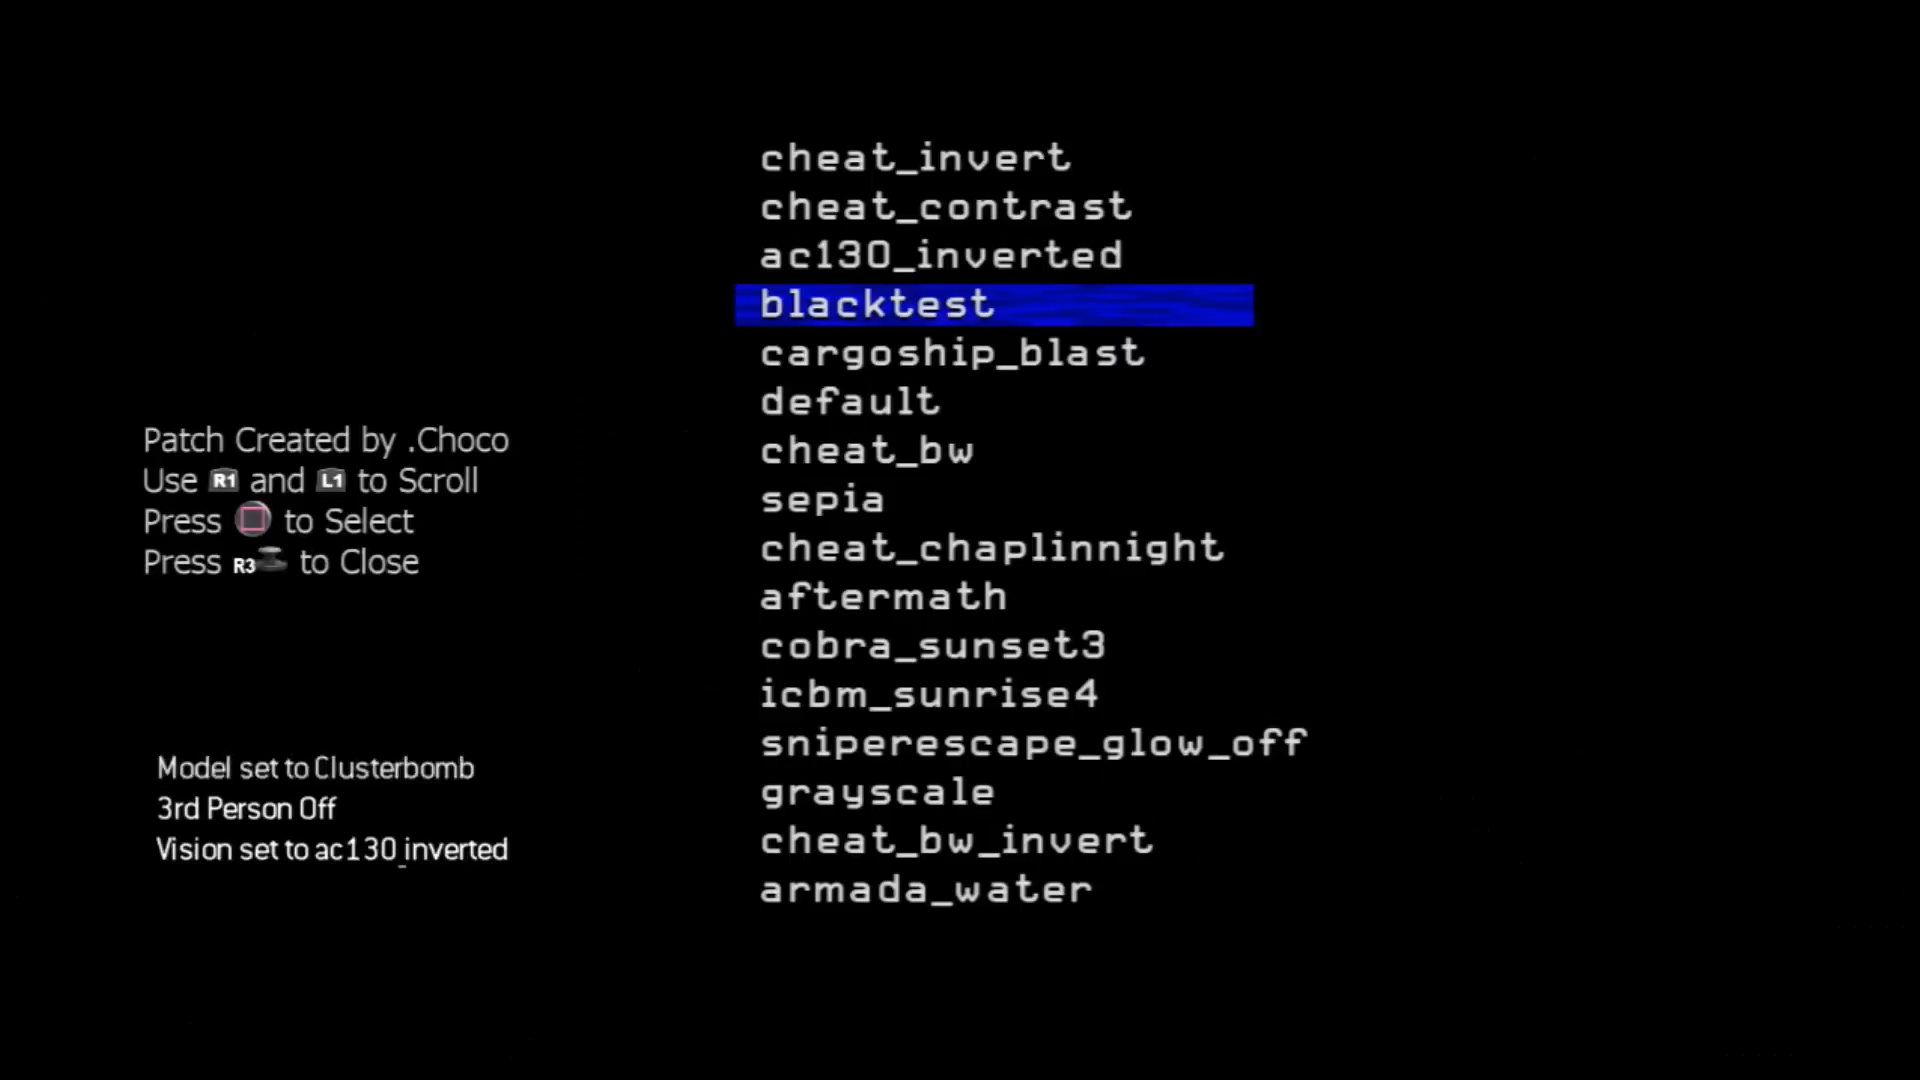 cheat_invert
cheat_contrast
ac130_inverted
blacktest
cargoship_blast
default
cheat_bw
sepia
cheat_chaplinnight
aftermath
cobra_sunset3
icbm_sunrise4
sniperescape_glow_off
grayscale
cheat_bw_invert
armada_water
Patch Created by .Choco
Use R1 and L1 to Scroll
Press to Select
Press R3 to Close
Model set to Clusterbomb
3rd Person Off
Vision set to ac130_inverted